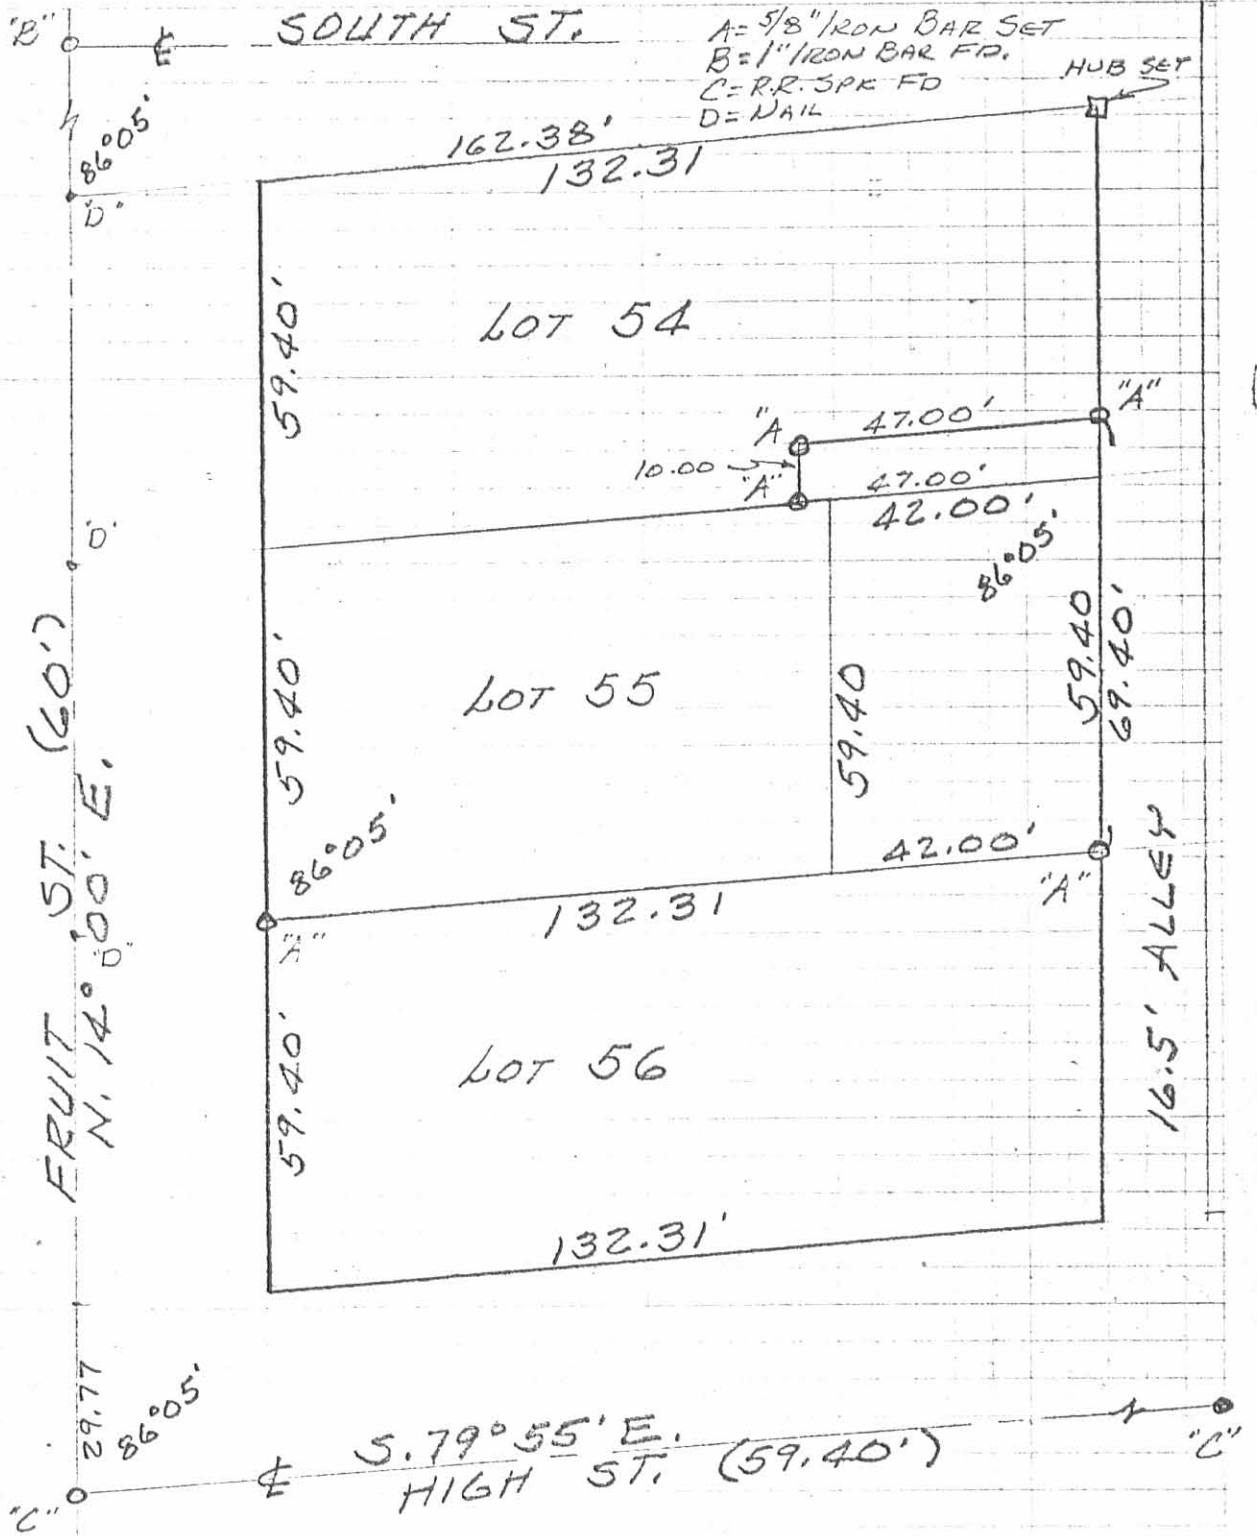 "B"
℄ SOUTH ST.
A=5/8" IRON BAR SET
B=1" IRON BAR FD.
C=R.R. SPK FD
D=NAIL
HUB SET
86°05'
"D"
162.38'
132.31
59.40'
LOT 54
"A
47.00'
"A"
10.00
"A"
47.00'
42.00'
86°05'
'D'
59.40'
LOT 55
59.40
59.40
69.40'
86°05'
42.00'
"A"
132.31
"A"
FRUIT ST. (60')
N. 14°00' E.
"D"
16.5' ALLEY
59.40'
LOT 56
132.31'
29.77
86°05'
℄ S.79°55' E.
HIGH ST. (59.40')
"C"
"C"